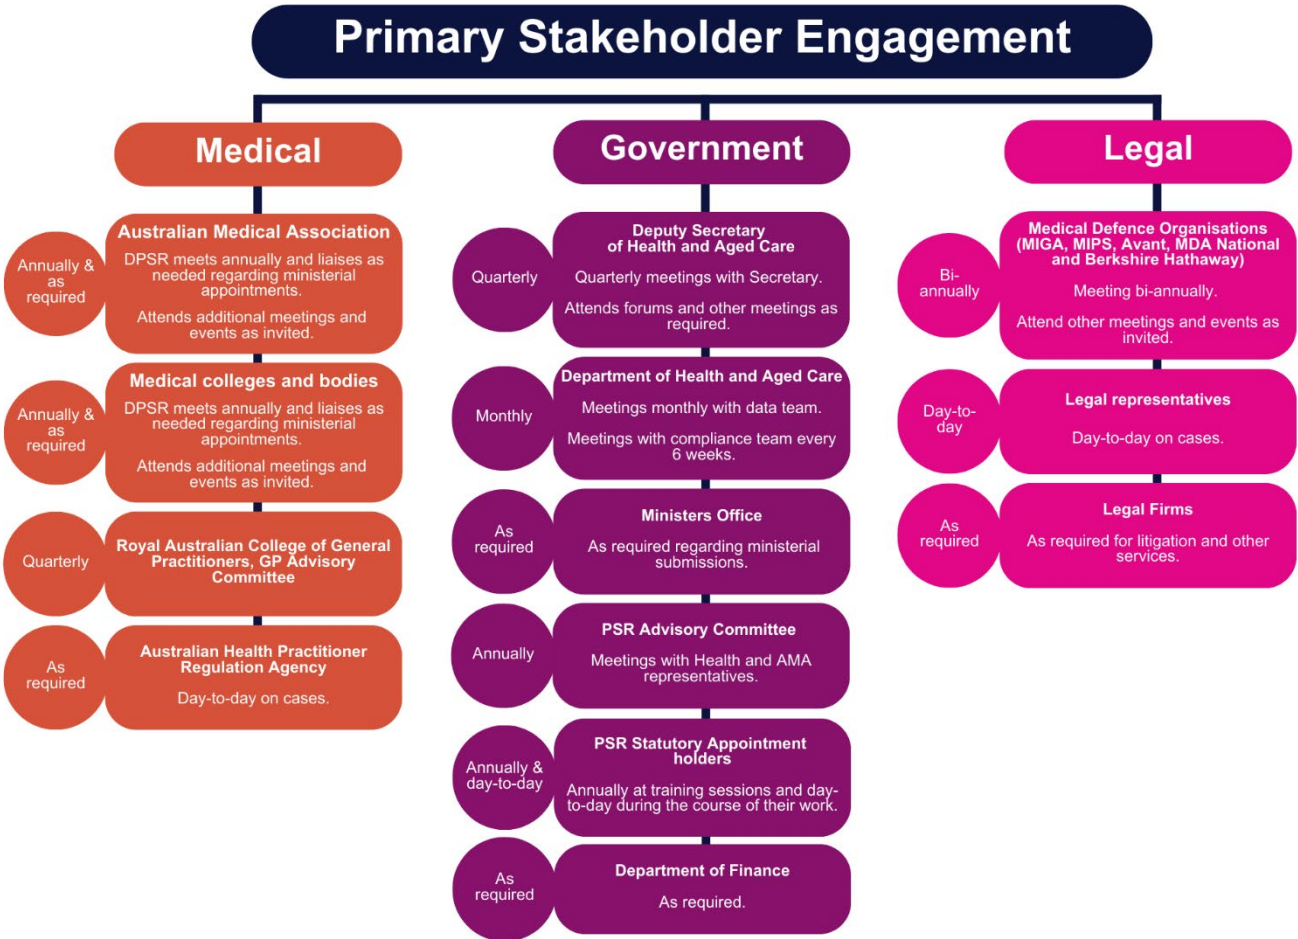 Primary Stakeholder Engagement
Medical
Annually &
as
required
Australian Medical Association
DPSR meets annually and liaises as
needed regarding ministerial
appointments.
Attends additional meetings and
events as invited.
Annually &
as
required
Medical colleges and bodies
DPSR meets annually and liaises as
needed regarding ministerial
appointments.
Attends additional meetings and
events as invited.
Quarterly
Royal Australian College of General
Practitioners, GP Advisory
Committee
As
required
Australian Health Practitioner
Regulation Agency
Day-to-day on cases.
Government
Quarterly
Deputy Secretary
of Health and Aged Care
Quarterly meetings with Secretary.
Attends forums and other meetings as
required.
Monthly
Department of Health and Aged Care
Meetings monthly with data team.
Meetings with compliance team every
6 weeks.
As
required
Ministers Office
As required regarding ministerial
submissions.
Annually
PSR Advisory Committee
Meetings with Health and AMA
representatives.
Annually &
day-to-day
PSR Statutory Appointment
holders
Annually at training sessions and day-
to-day during the course of their work.
As
required
Department of Finance
As required.
Legal
Bi-
annually
Medical Defence Organisations
(MIGA, MIPS, Avant, MDA National
and Berkshire Hathaway)
Meeting bi-annually.
Attend other meetings and events as
invited.
Day-to-
day
Legal representatives
Day-to-day on cases.
As
required
Legal Firms
As required for litigation and other
services.